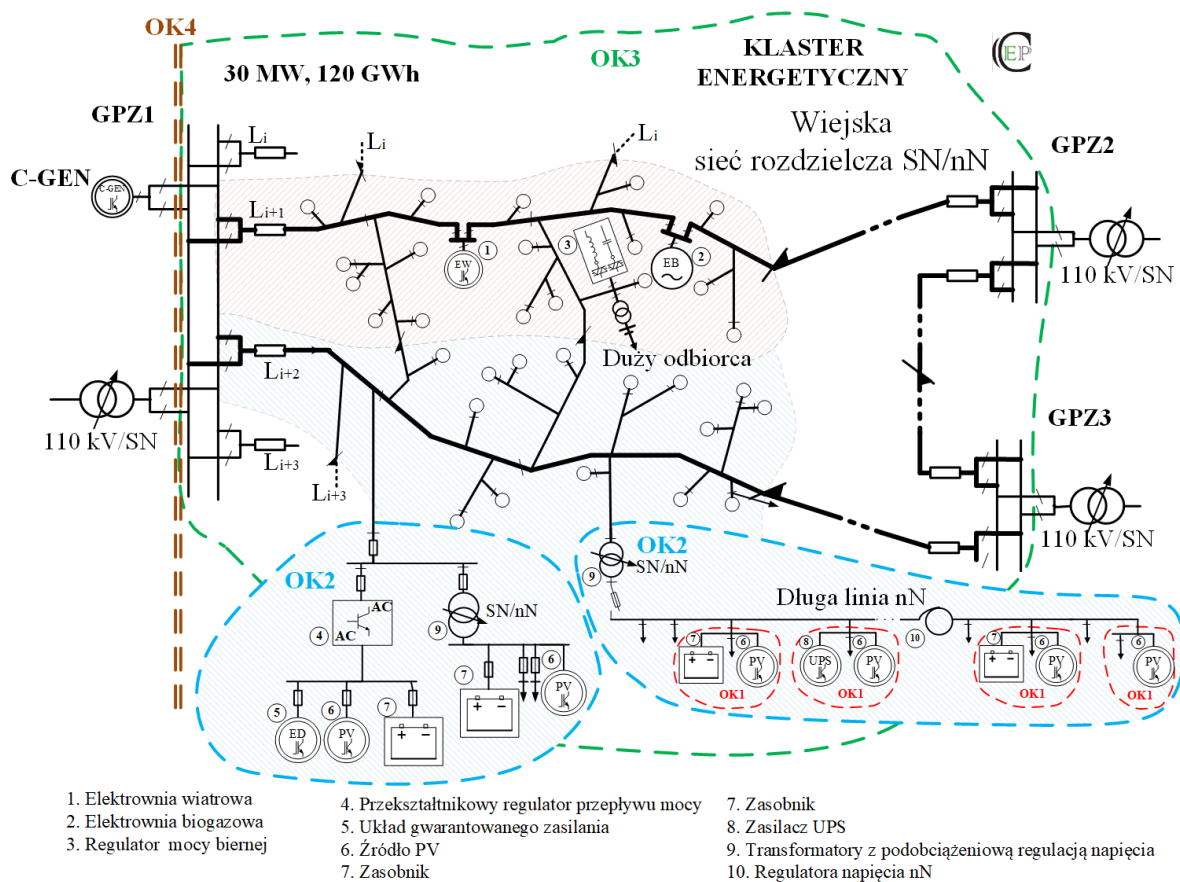 OK4
OK3
KLASTER
ENERGETYCZNY
CEP
30 MW, 120 GWh
GPZ1
Wiejska
sieć rozdzielcza SN/nN
GPZ2
Li
Li
Li
C-GEN
C-GEN
Li+1
1
EW
3
EB
2
110 kV/SN
Duży odbiorca
Li+2
110 kV/SN
GPZ3
Li+3
Li+3
110 kV/SN
OK2
OK2
SN/nN
9
Długa linia nN
AC
AC
4
SN/nN
9
10
7
6
PV
OK1
8
UPS
6
PV
OK1
7
6
PV
OK1
6
PV
OK1
7
6
PV
5
ED
6
PV
7
1. Elektrownia wiatrowa
2. Elektrownia biogazowa
3. Regulator mocy biernej
4. Przekształtnikowy regulator przepływu mocy
5. Układ gwarantowanego zasilania
6. Źródło PV
7. Zasobnik
7. Zasobnik
8. Zasilacz UPS
9. Transformatory z podobciążeniową regulacją napięcia
10. Regulatora napięcia nN